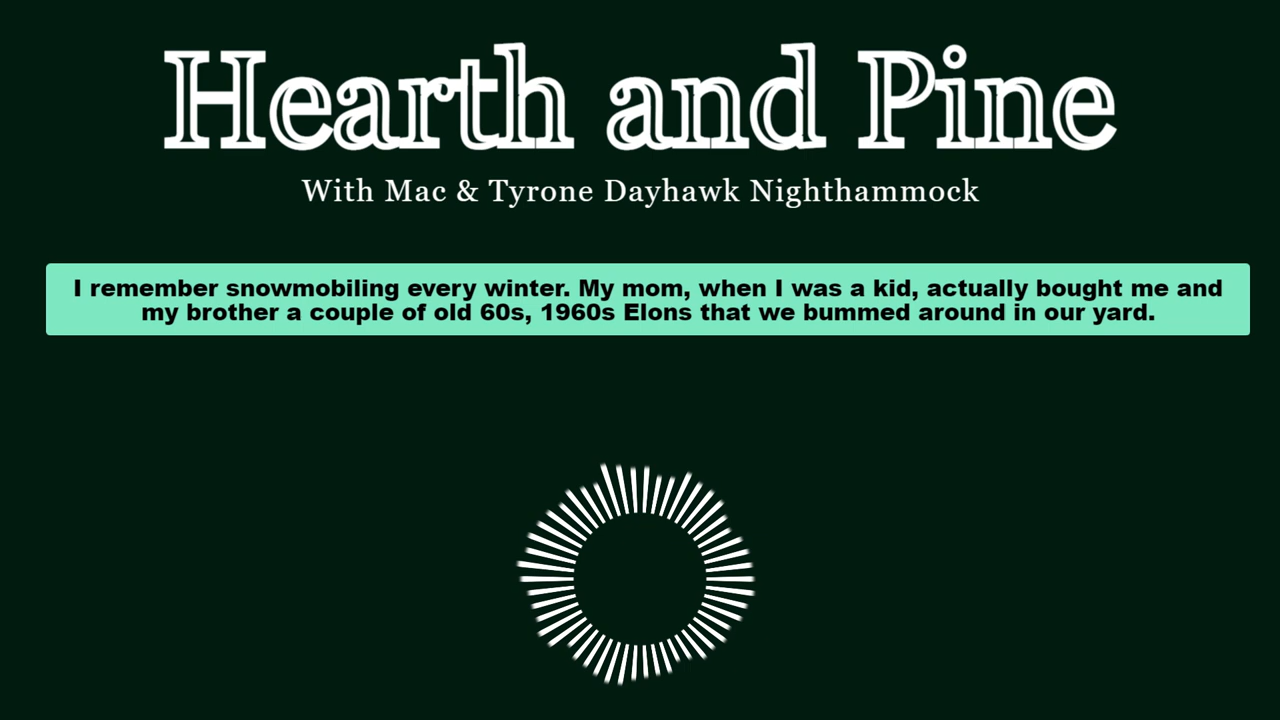 Hearth and Pine
With Mac & Tyrone Dayhawk Nighthammock
I remember snowmobiling every winter. My mom, when I was a kid, actually bought me and
my brother a couple of old 60s, 1960s Elons that we bummed around in our yard.